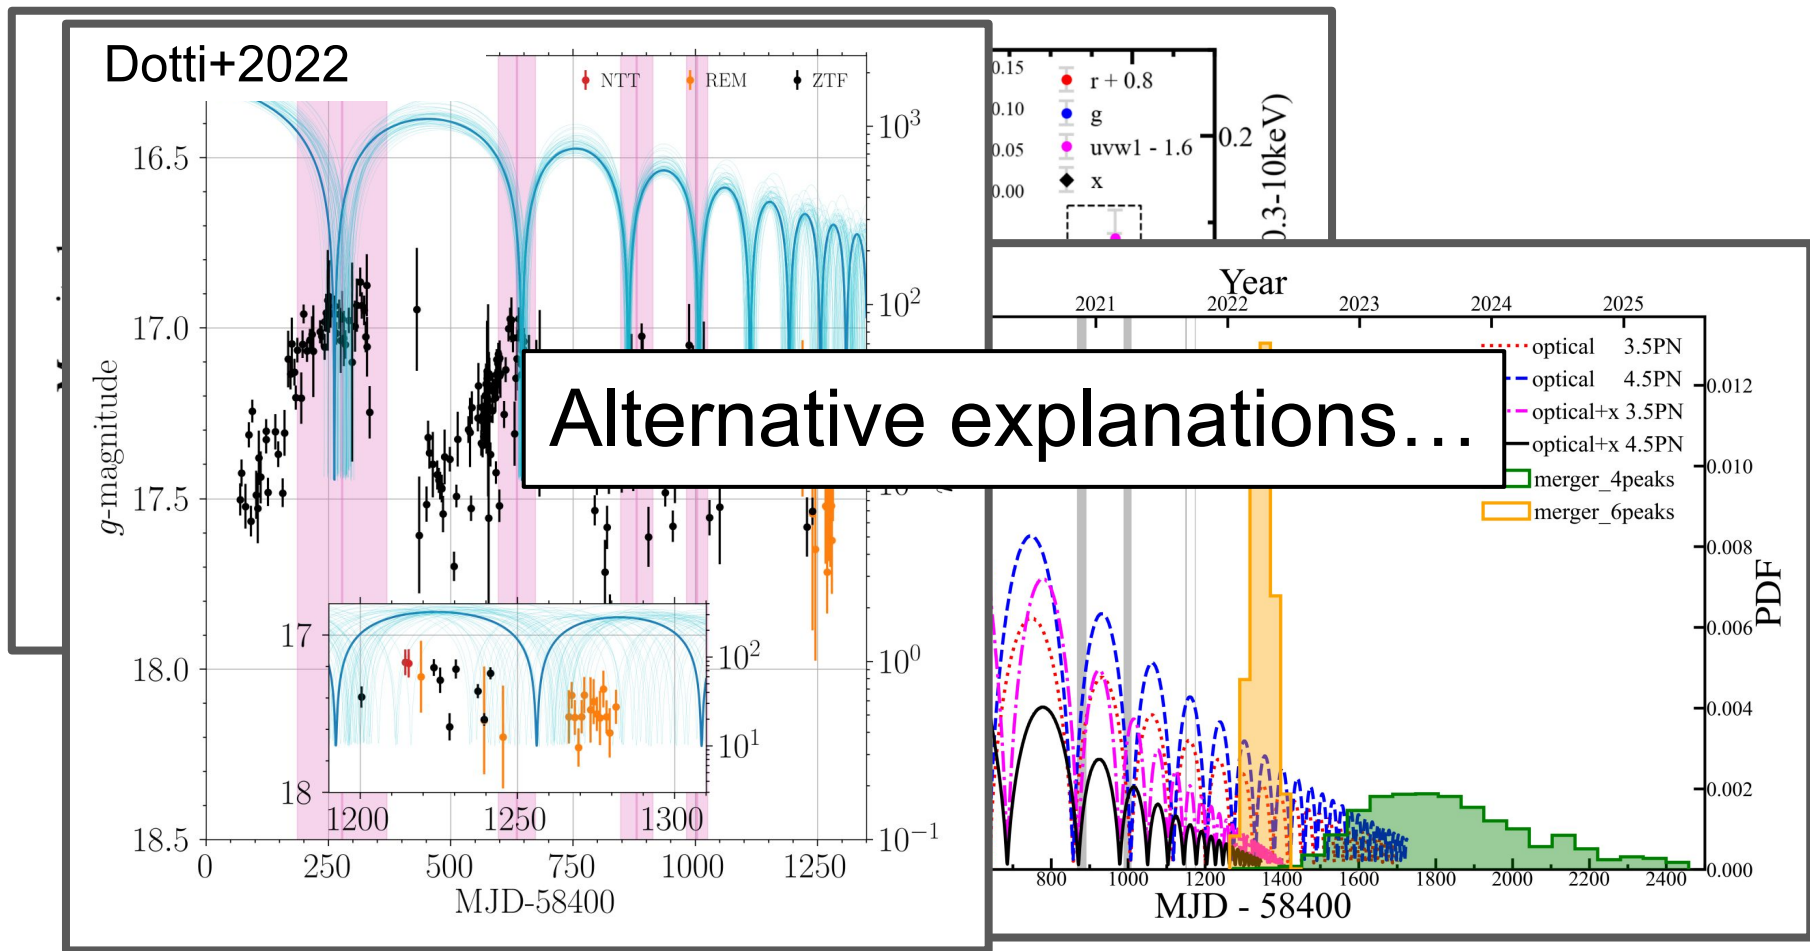 Dotti+2022
NTT
REM
ZTF
16.5
17.0
17.5
18.0
18.5
g-magnitude
10³
10²
10⁰
10⁻¹
0
250
500
750
1000
1250
MJD-58400
17
18
10²
10¹
1200
1250
1300
0.15
0.10
0.05
0.00
r + 0.8
g
uvw1 - 1.6
x
0.2
0.3-10keV)
Alternative explanations...
Year
2021
2022
2023
2024
2025
optical 3.5PN
optical 4.5PN
optical+x 3.5PN
optical+x 4.5PN
merger_4peaks
merger_6peaks
0.012
0.010
0.008
0.006
0.004
0.002
0.000
PDF
800
1000
1200
1400
1600
1800
2000
2200
2400
MJD - 58400